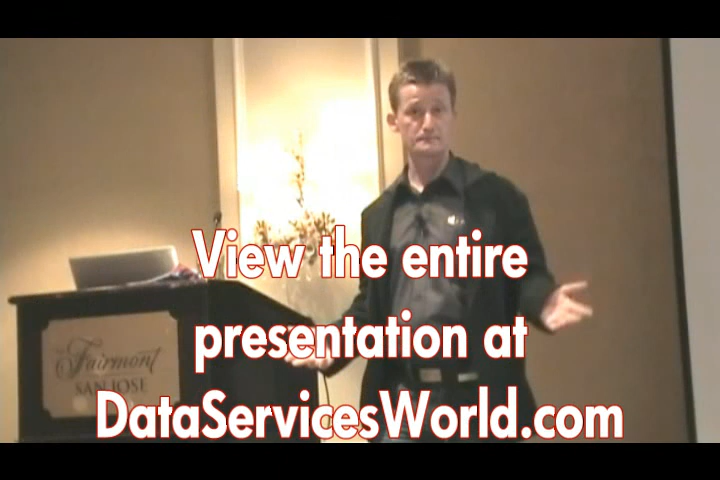 View the entire
presentation at
DataServicesWorld.com
Fairmont
SAN JOSE